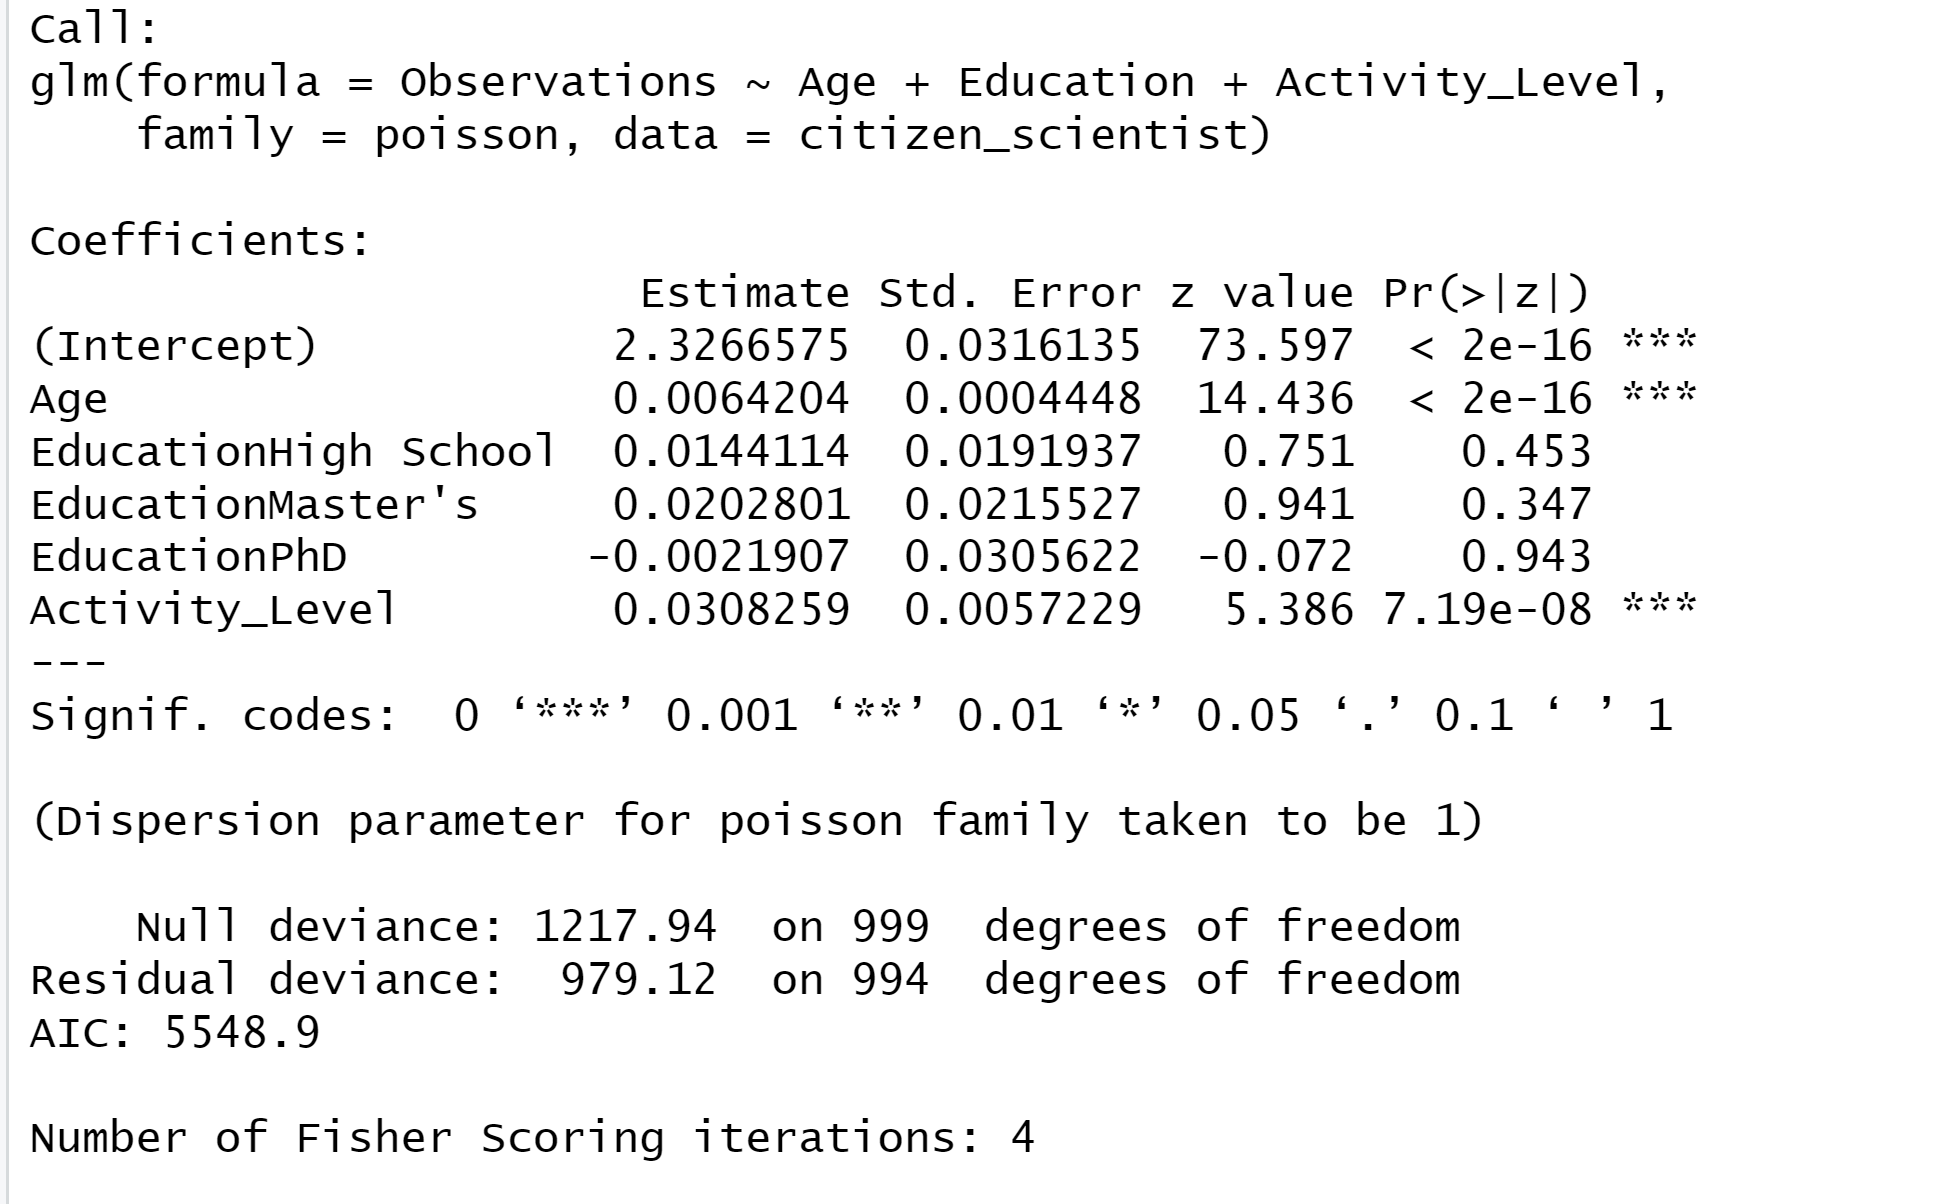 Call:
glm(formula = Observations ~ Age + Education + Activity_Level,
    family = poisson, data = citizen_scientist)

Coefficients:
                       Estimate Std. Error z value Pr(>|z|)
(Intercept)           2.3266575  0.0316135  73.597  < 2e-16 ***
Age                   0.0064204  0.0004448  14.436  < 2e-16 ***
EducationHigh School  0.0144114  0.0191937   0.751    0.453
EducationMaster's     0.0202801  0.0215527   0.941    0.347
EducationPhD         -0.0021907  0.0305622  -0.072    0.943
Activity_Level        0.0308259  0.0057229   5.386 7.19e-08 ***
---
Signif. codes:  0 ‘***’ 0.001 ‘**’ 0.01 ‘*’ 0.05 ‘.’ 0.1 ‘ ’ 1

(Dispersion parameter for poisson family taken to be 1)

    Null deviance: 1217.94  on 999  degrees of freedom
Residual deviance:  979.12  on 994  degrees of freedom
AIC: 5548.9

Number of Fisher Scoring iterations: 4